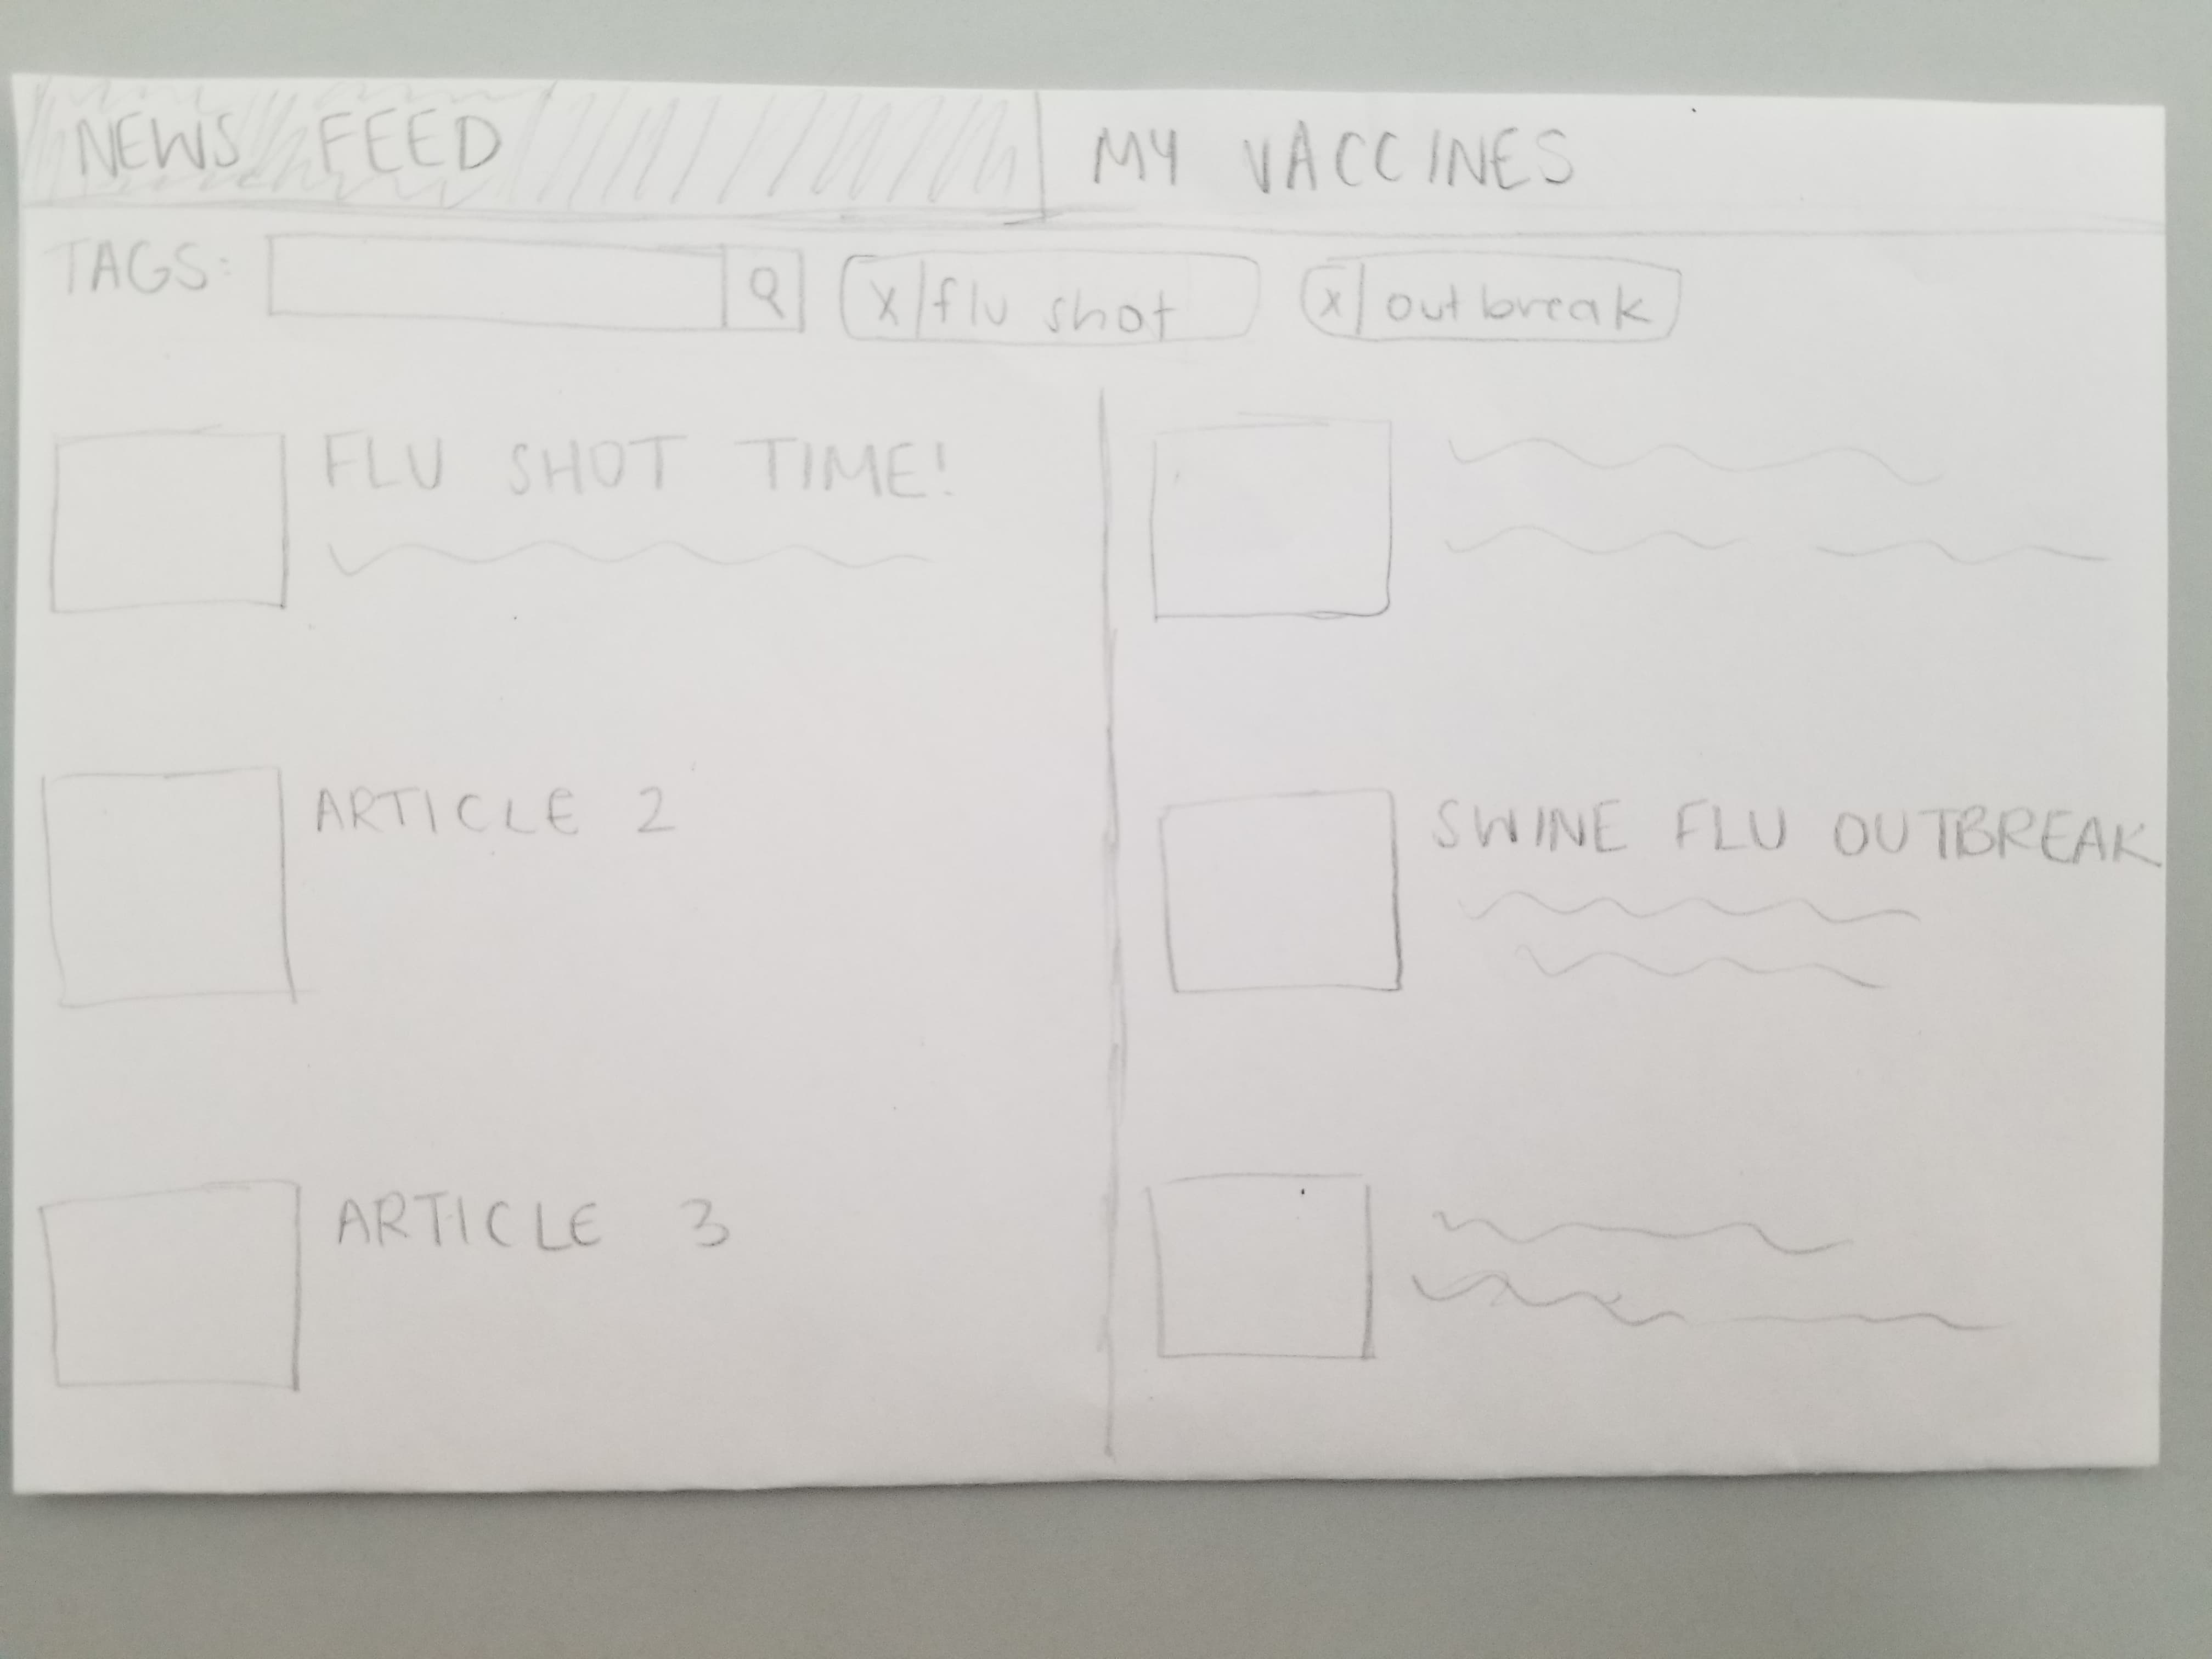 NEWS FEED
MY VACCINES
TAGS:
x flu shot
x outbreak
FLU SHOT TIME!
ARTICLE 2
SWINE FLU OUTBREAK
ARTICLE 3